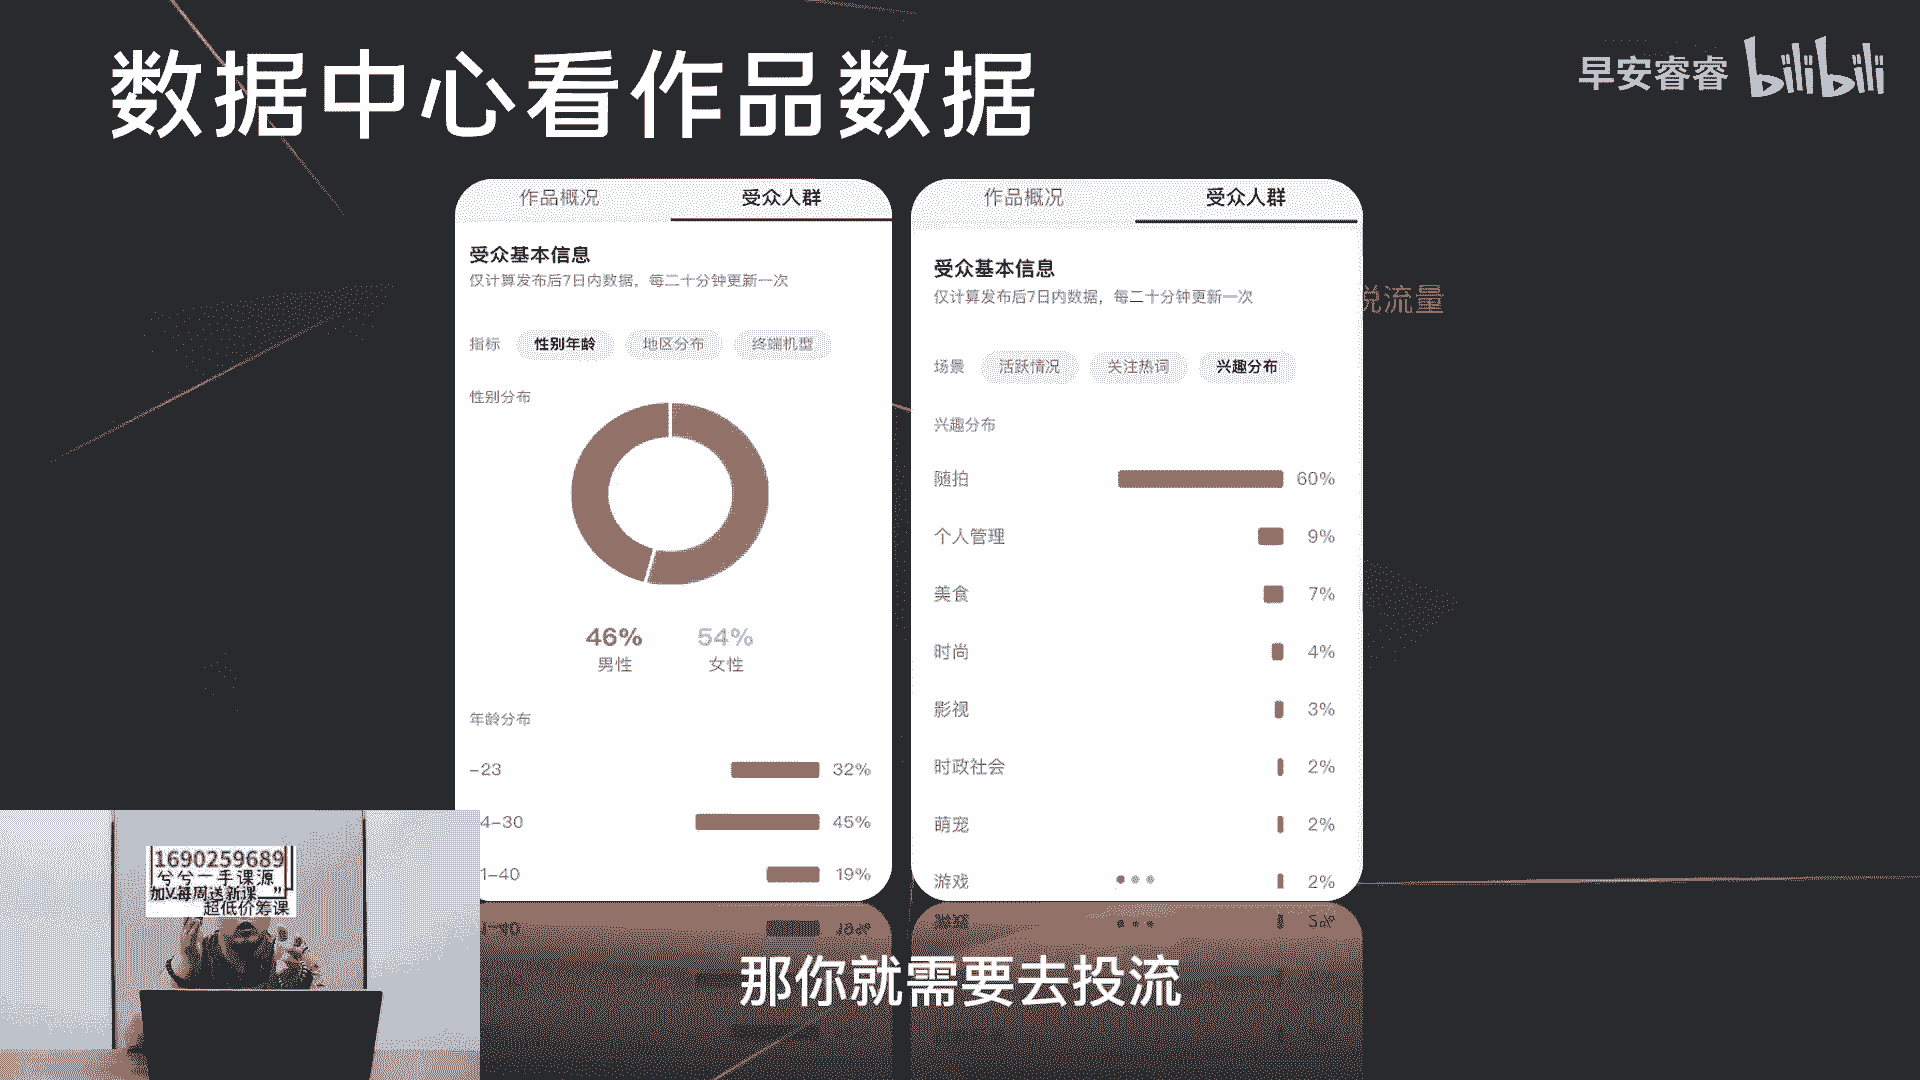 数据中心看作品数据
早安睿睿 bilibili
作品概况 受众人群
受众基本信息
仅计算发布后7日内数据，每二十分钟更新一次
指标 性别年龄 地区分布 终端机型
性别分布
46% 54%
男性 女性
年龄分布
-23 32%
4-30 45%
1-40 19%
作品概况 受众人群
受众基本信息
仅计算发布后7日内数据，每二十分钟更新一次
场景 活跃情况 关注热词 兴趣分布
兴趣分布
随拍 60%
个人管理 9%
美食 7%
时尚 4%
影视 3%
时政社会 2%
萌宠 2%
游戏 2%
说流量
1690259689
兮兮一手课源
加V每周送新课
超低价筹课
那你就需要去投流